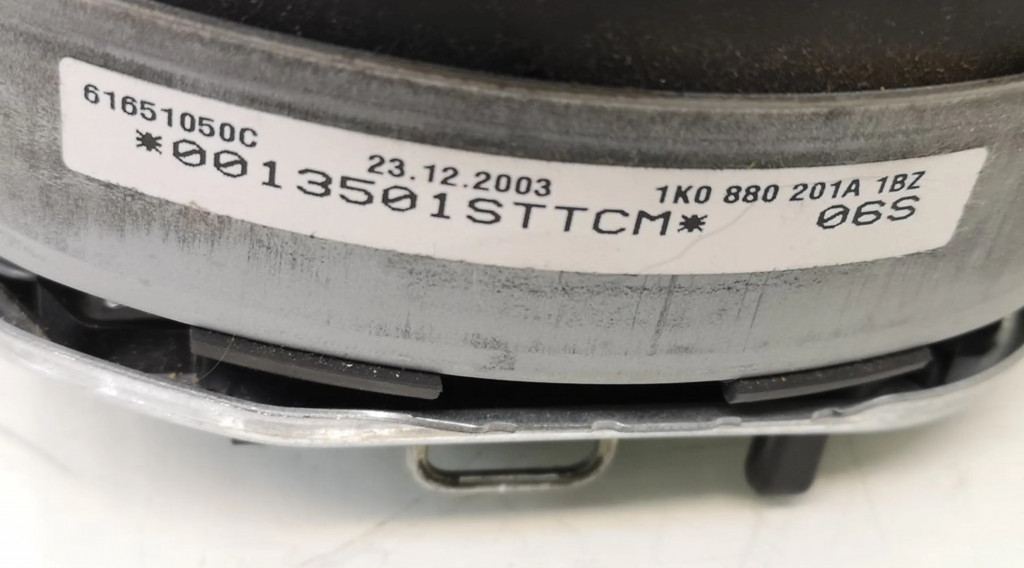 61651050C
23.12.2003
1K0 880 201A 1BZ
*0013501STTCM*
06S